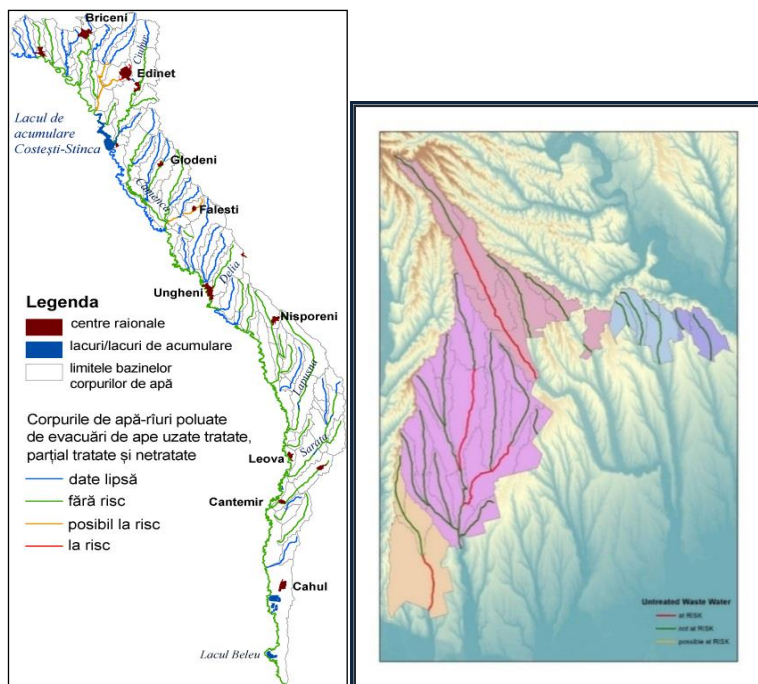 Briceni
Ciuhur
Edinet
Lacul de
acumulare
Costești-Stinca
Glodeni
Camenca
Falesti
Delia
Ungheni
Nisporeni
Lapusna
Sarata
Leova
Cantemir
Cahul
Lacul Beleu
Legenda
centre raionale
lacuri/lacuri de acumulare
limitele bazinelor
corpurilor de apă
Corpurile de apă-rîuri poluate
de evacuări de ape uzate tratate,
parțial tratate și netratate
date lipsă
fără risc
posibil la risc
la risc
Untreated Waste Water
at RISK
not at RISK
possible at RISK